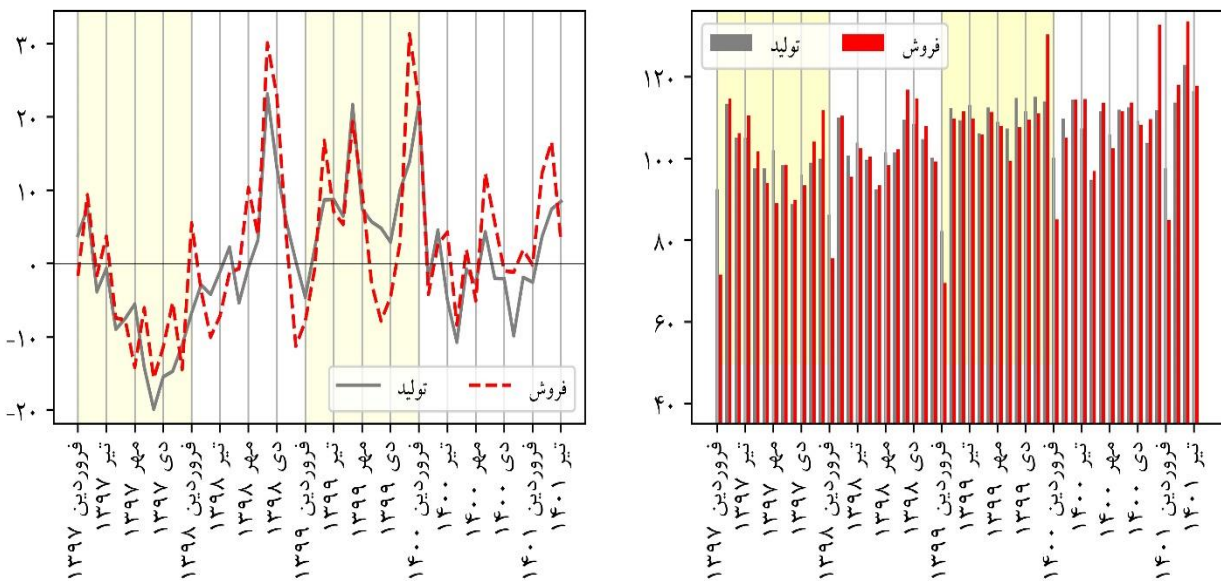 ۳۰
۲۰
۱۰
۰
-۱۰
-۲۰
تولید
فروش
فروردین ۱۳۹۷
تیر ۱۳۹۷
مهر ۱۳۹۷
دی ۱۳۹۷
فروردین ۱۳۹۸
تیر ۱۳۹۸
مهر ۱۳۹۸
دی ۱۳۹۸
فروردین ۱۳۹۹
تیر ۱۳۹۹
مهر ۱۳۹۹
دی ۱۳۹۹
فروردین ۱۴۰۰
تیر ۱۴۰۰
مهر ۱۴۰۰
دی ۱۴۰۰
فروردین ۱۴۰۱
تیر ۱۴۰۱
تولید
فروش
۱۲۰
۱۰۰
۸۰
۶۰
۴۰
فروردین ۱۳۹۷
تیر ۱۳۹۷
مهر ۱۳۹۷
دی ۱۳۹۷
فروردین ۱۳۹۸
تیر ۱۳۹۸
مهر ۱۳۹۸
دی ۱۳۹۸
فروردین ۱۳۹۹
تیر ۱۳۹۹
مهر ۱۳۹۹
دی ۱۳۹۹
فروردین ۱۴۰۰
تیر ۱۴۰۰
مهر ۱۴۰۰
دی ۱۴۰۰
فروردین ۱۴۰۱
تیر ۱۴۰۱